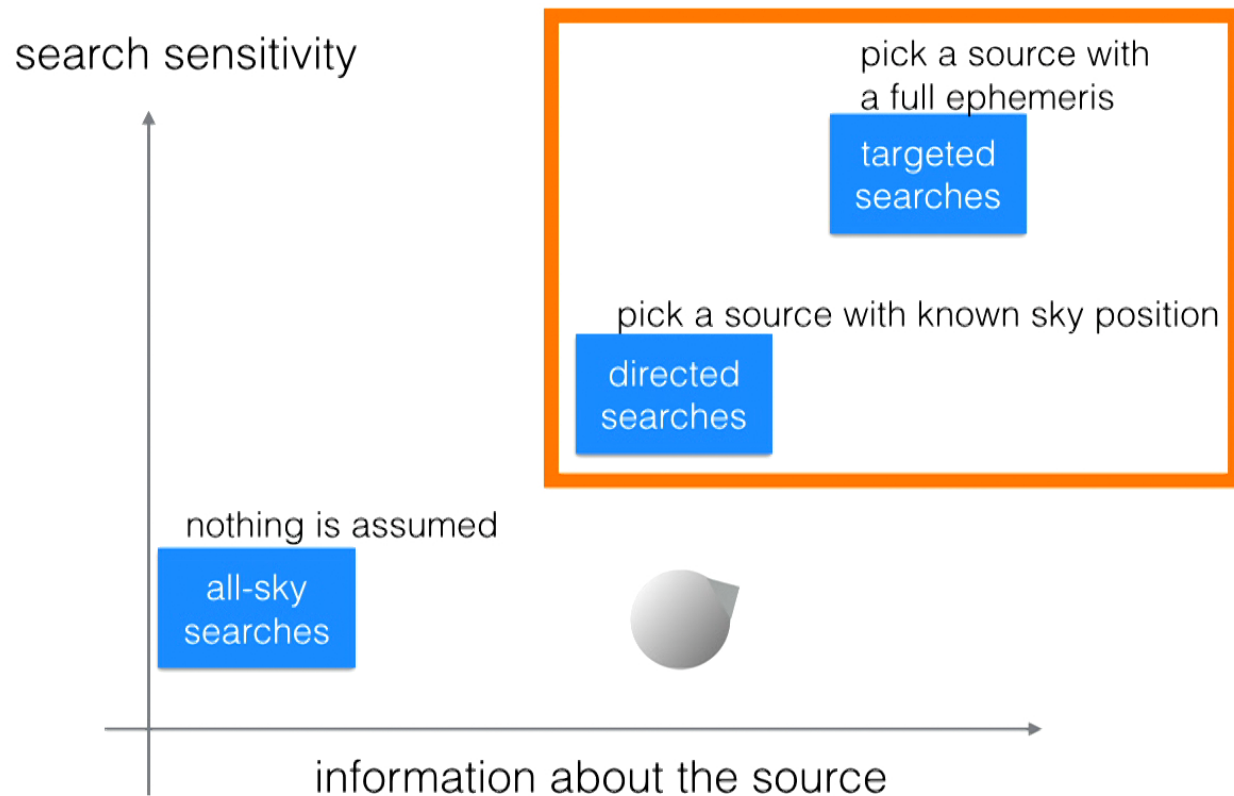 search sensitivity
pick a source with
a full ephemeris
targeted
searches
pick a source with known sky position
directed
searches
nothing is assumed
all-sky
searches
information about the source